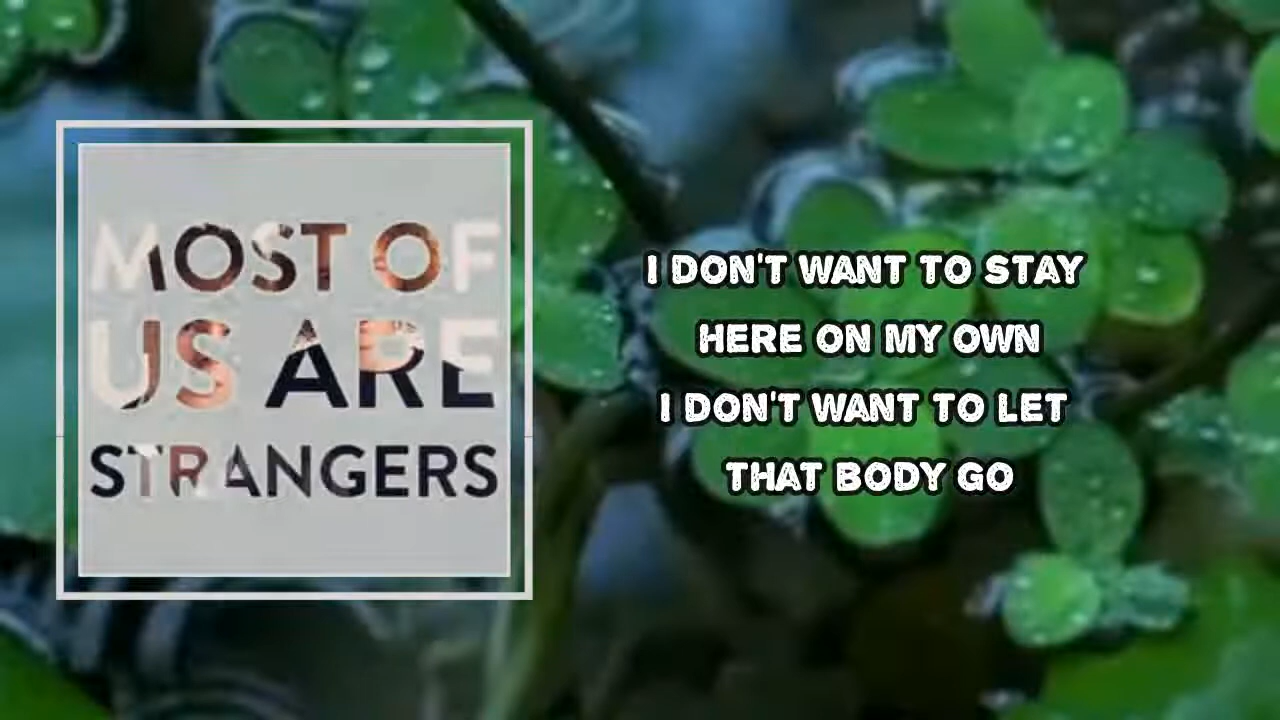 MOST OF
US ARE
STRANGERS
I DON'T WANT TO STAY
HERE ON MY OWN
I DON'T WANT TO LET
THAT BODY GO